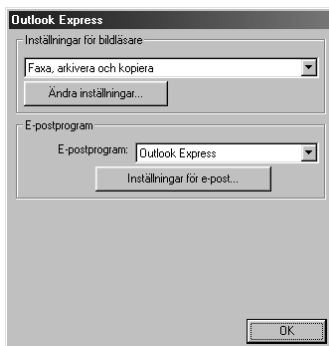 Outlook Express
Inställningar för bildläsare
Faxa, arkivera och kopiera
Ändra inställningar...
E-postprogram
E-postprogram: Outlook Express
Inställningar för e-post...
OK